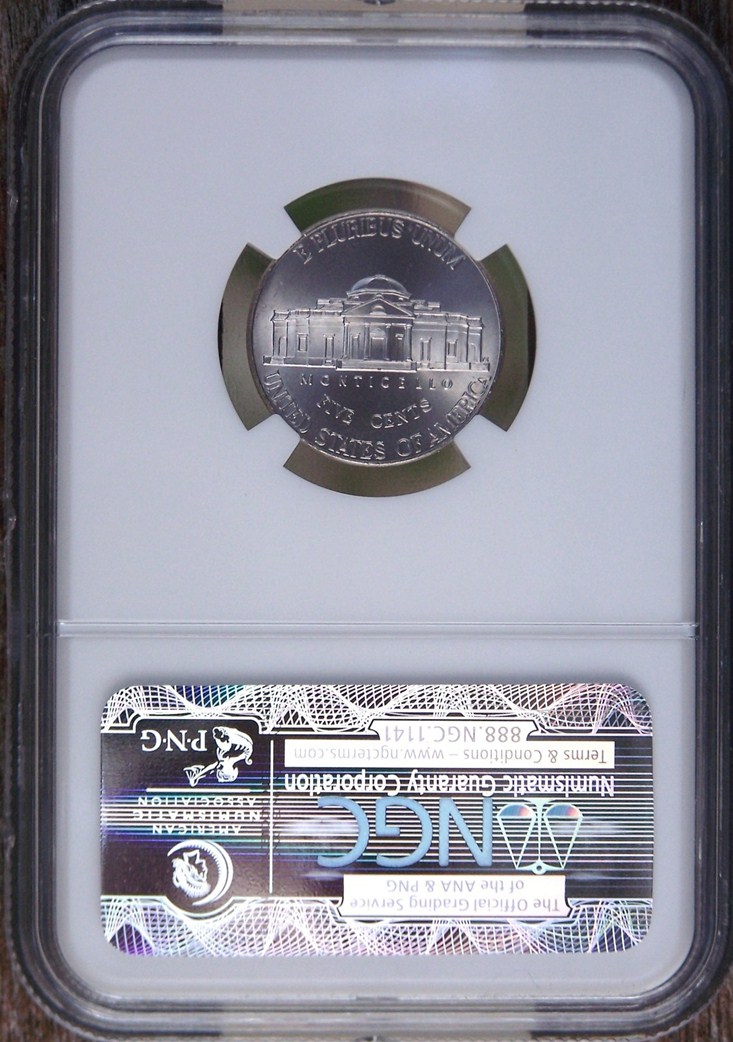 E PLURIBUS UNUM
MONTICELLO
FIVE CENTS
UNITED STATES OF AMERICA
The Official Grading Service
of the ANA & PNG
NGC
Numismatic Guaranty Corporation
Terms & Conditions – www.ngcterms.com
888.NGC.1141
AMERICAN
NUMISMATIC
ASSOCIATION
P·N·G